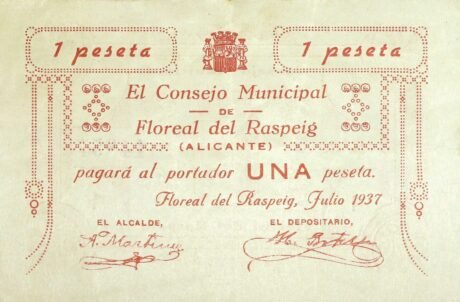 1 peseta 1 peseta
El Consejo Municipal
DE
Floreal del Raspeig
(ALICANTE)
pagará al portador UNA peseta.
Floreal del Raspeig, Julio 1937
EL ALCALDE, EL DEPOSITARIO,